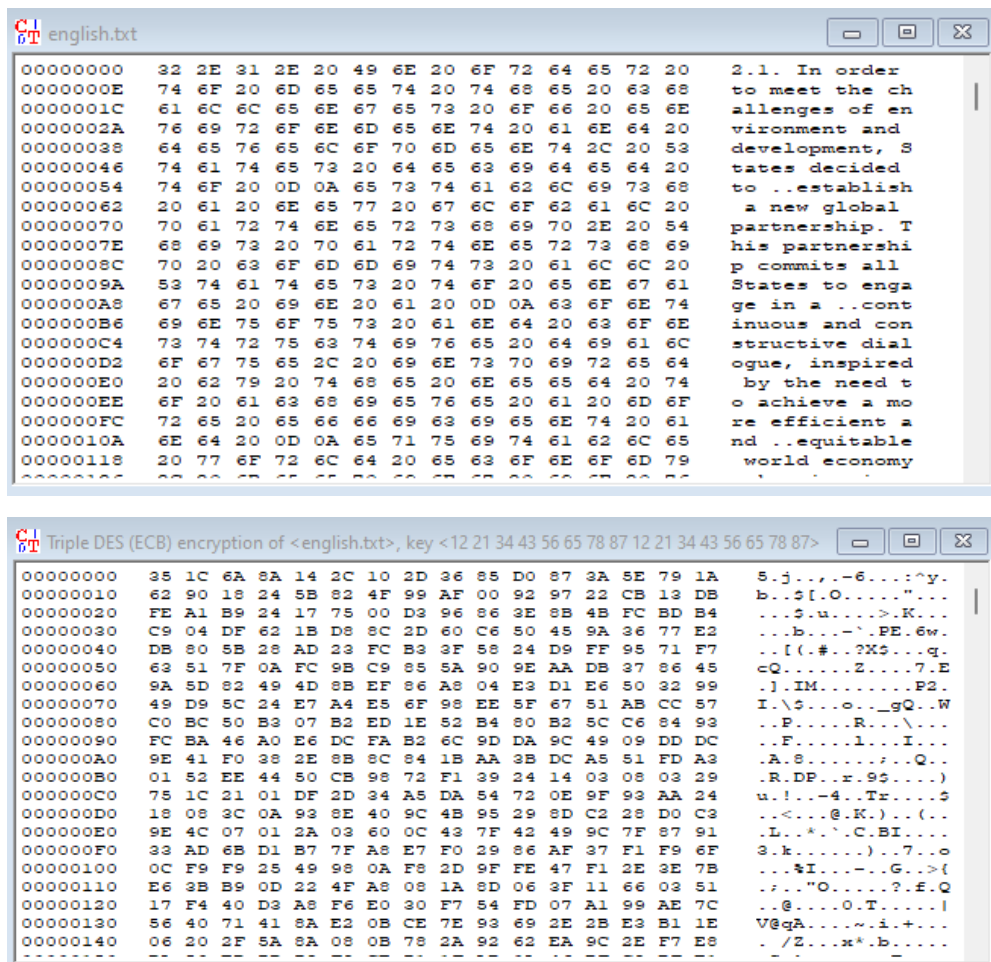 english.txt
00000000 32 2E 31 2E 20 49 6E 20 6F 72 64 65 72 20 2.1. In order
0000000E 74 6F 20 6D 65 65 74 20 74 68 65 20 63 68 to meet the ch
0000001C 61 6C 6C 65 6E 67 65 73 20 6F 66 20 65 6E allenges of en
0000002A 76 69 72 6F 6E 6D 65 6E 74 20 61 6E 64 20 vironment and
00000038 64 65 76 65 6C 6F 70 6D 65 6E 74 2C 20 53 development, S
00000046 74 61 74 65 73 20 64 65 63 69 64 65 64 20 tates decided
00000054 74 6F 20 0D 0A 65 73 74 61 62 6C 69 73 68 to ..establish
00000062 20 61 20 6E 65 77 20 67 6C 6F 62 61 6C 20 a new global
00000070 70 61 72 74 6E 65 72 73 68 69 70 2E 20 54 partnership. T
0000007E 68 69 73 20 70 61 72 74 6E 65 72 73 68 69 his partnershi
0000008C 70 20 63 6F 6D 6D 69 74 73 20 61 6C 6C 20 p commits all
0000009A 53 74 61 74 65 73 20 74 6F 20 65 6E 67 61 States to enga
000000A8 67 65 20 69 6E 20 61 20 0D 0A 63 6F 6E 74 ge in a ..cont
000000B6 69 6E 75 6F 75 73 20 61 6E 64 20 63 6F 6E inuous and con
000000C4 73 74 72 75 63 74 69 76 65 20 64 69 61 6C structive dial
000000D2 6F 67 75 65 2C 20 69 6E 73 70 69 72 65 64 ogue, inspired
000000E0 20 62 79 20 74 68 65 20 6E 65 65 64 20 74 by the need t
000000EE 6F 20 61 63 68 69 65 76 65 20 61 20 6D 6F o achieve a mo
000000FC 72 65 20 65 66 66 69 63 69 65 6E 74 20 61 re efficient a
0000010A 6E 64 20 0D 0A 65 71 75 69 74 61 62 6C 65 nd ..equitable
00000118 20 77 6F 72 6C 64 20 65 63 6F 6E 6F 6D 79 world economy
Triple DES (ECB) encryption of <english.txt>, key <12 21 34 43 56 65 78 87 12 21 34 43 56 65 78 87>
00000000 35 1C 6A 8A 14 2C 10 2D 36 85 D0 87 3A 5E 79 1A 5.j..,.-6...:^y.
00000010 62 90 18 24 5B 82 4F 99 AF 00 92 97 22 CB 13 DB b..$[.O....."...
00000020 FE A1 B9 24 17 75 00 D3 96 86 3E 8B 4B FC BD B4 ...$.u....>.K...
00000030 C9 04 DF 62 1B D8 8C 2D 60 C6 50 45 9A 36 77 E2 ...b...-`.PE.6w.
00000040 DB 80 5B 28 AD 23 FC B3 3F 58 24 D9 FF 95 71 F7 ..[(.#..?X$...q.
00000050 63 51 7F 0A FC 9B C9 85 5A 90 9E AA DB 37 86 45 cQ......Z....7.E
00000060 9A 5D 82 49 4D 8B EF 86 A8 04 E3 D1 E6 50 32 99 .].IM........P2.
00000070 49 D9 5C 24 E7 A4 E5 6F 98 EE 5F 67 51 AB CC 57 I.\$...o.._gQ..W
00000080 C0 BC 50 B3 07 B2 ED 1E 52 B4 80 B2 5C C6 84 93 ..P.....R...\...
00000090 FC BA 46 A0 E6 DC FA B2 6C 9D DA 9C 49 09 DD DC ..F.....l...I...
000000A0 9E 41 F0 38 2E 8B 8C 84 1B AA 3B DC A5 51 FD A3 .A.8......;..Q..
000000B0 01 52 EE 44 50 CB 98 72 F1 39 24 14 03 08 03 29 .R.DP..r.9$....)
000000C0 75 1C 21 01 DF 2D 34 A5 DA 54 72 0E 9F 93 AA 24 u.!..-4..Tr....$
000000D0 18 08 3C 0A 93 8E 40 9C 4B 95 29 8D C2 28 D0 C3 ..<...@.K.)..(..
000000E0 9E 4C 07 01 2A 03 60 0C 43 7F 42 49 9C 7F 87 91 .L..*.`.C.BI....
000000F0 33 AD 6B D1 B7 7F A8 E7 F0 29 86 AF 37 F1 F9 6F 3.k......)..7..o
00000100 0C F9 F9 25 49 98 0A F8 2D 9F FE 47 F1 2E 3E 7B ...%I...-..G..>{
00000110 E6 3B B9 0D 22 4F A8 08 1A 8D 06 3F 11 66 03 51 .;.."O.....?.f.Q
00000120 17 F4 40 D3 A8 F6 E0 30 F7 54 FD 07 A1 99 AE 7C ..@....0.T.....|
00000130 56 40 71 41 8A E2 0B CE 7E 93 69 2E 2B E3 B1 1E V@qA....~.i.+...
00000140 06 20 2F 5A 8A 08 0B 78 2A 92 62 EA 9C 2E F7 E8 . /Z...x*.b.....